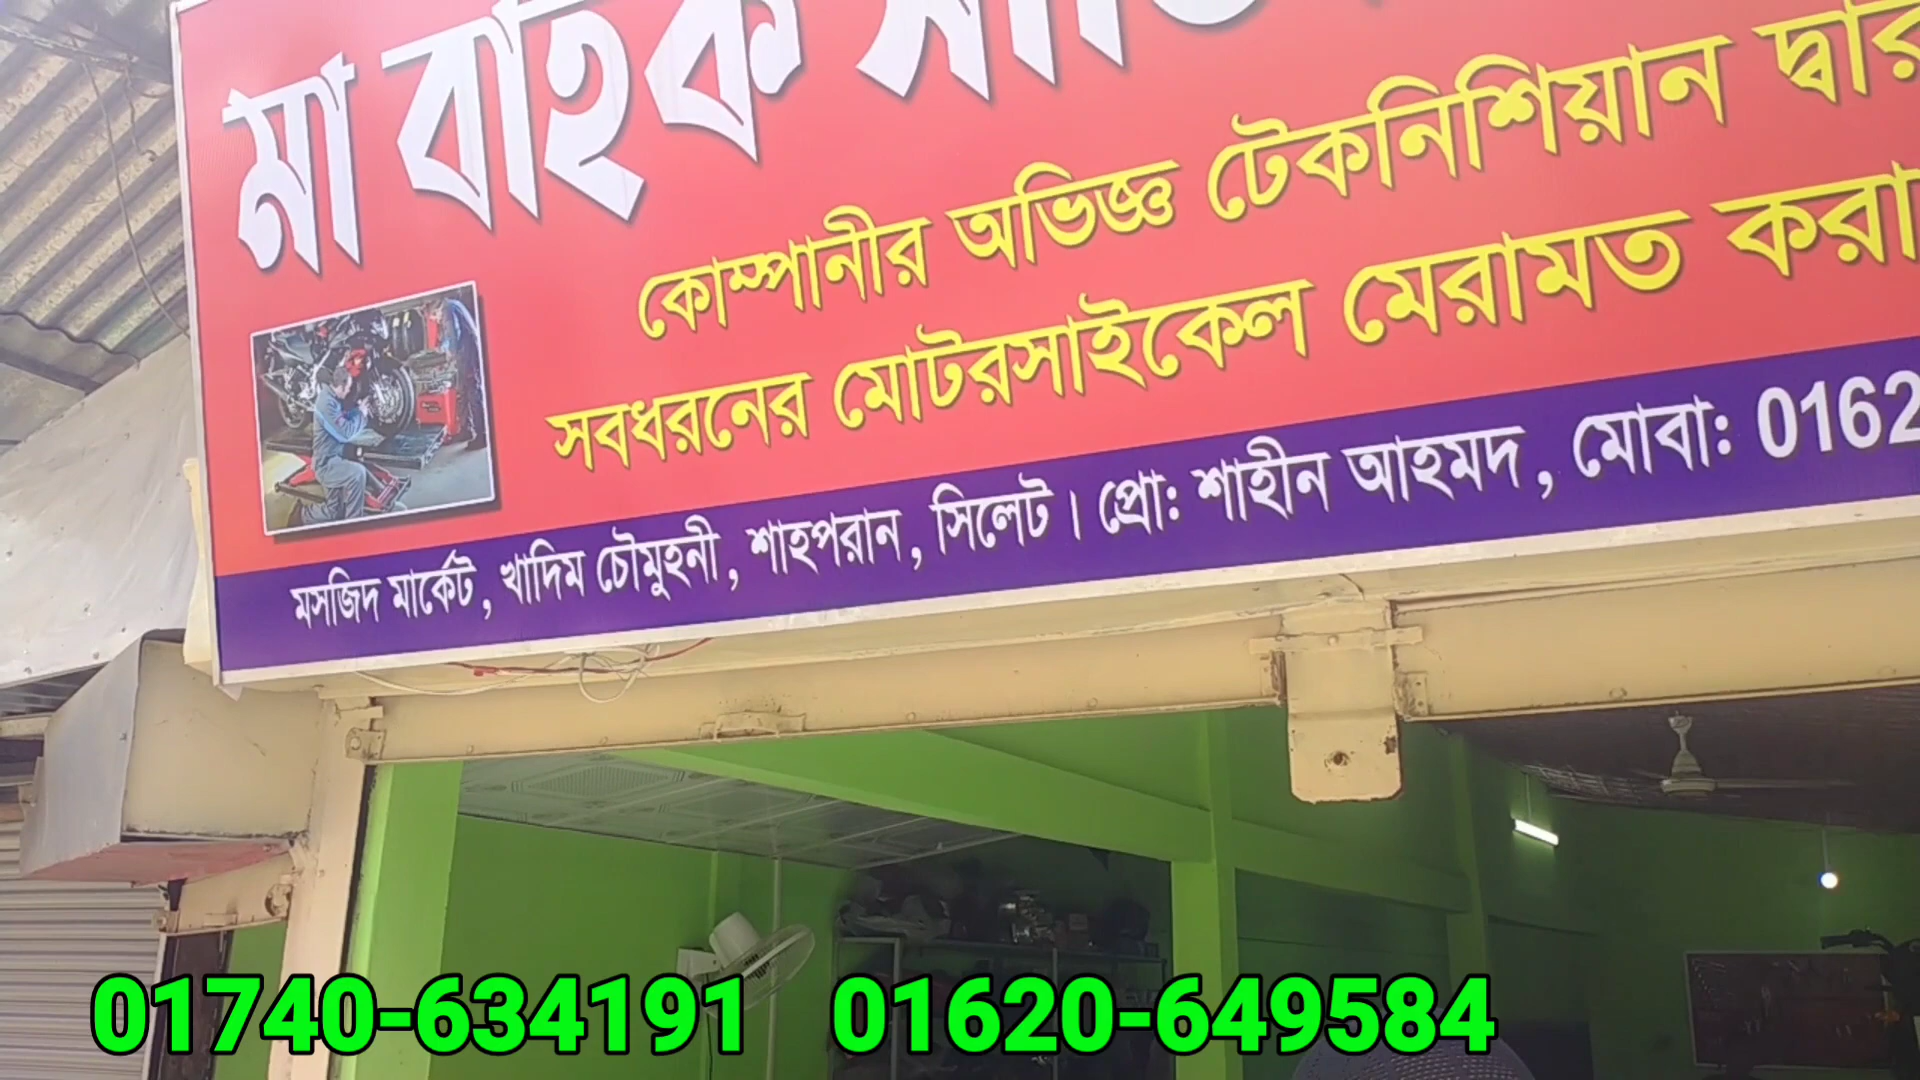 মা বাইক
কোম্পানীর অভিজ্ঞ টেকনিশিয়ান
সবধরনের মোটরসাইকেল মেরামত করা
মসজিদ মার্কেট, খাদিম চৌমুহনী, শাহপরান, সিলেট। প্রো: শাহীন আহমদ, মোবা: 0162
01740-634191 01620-649584